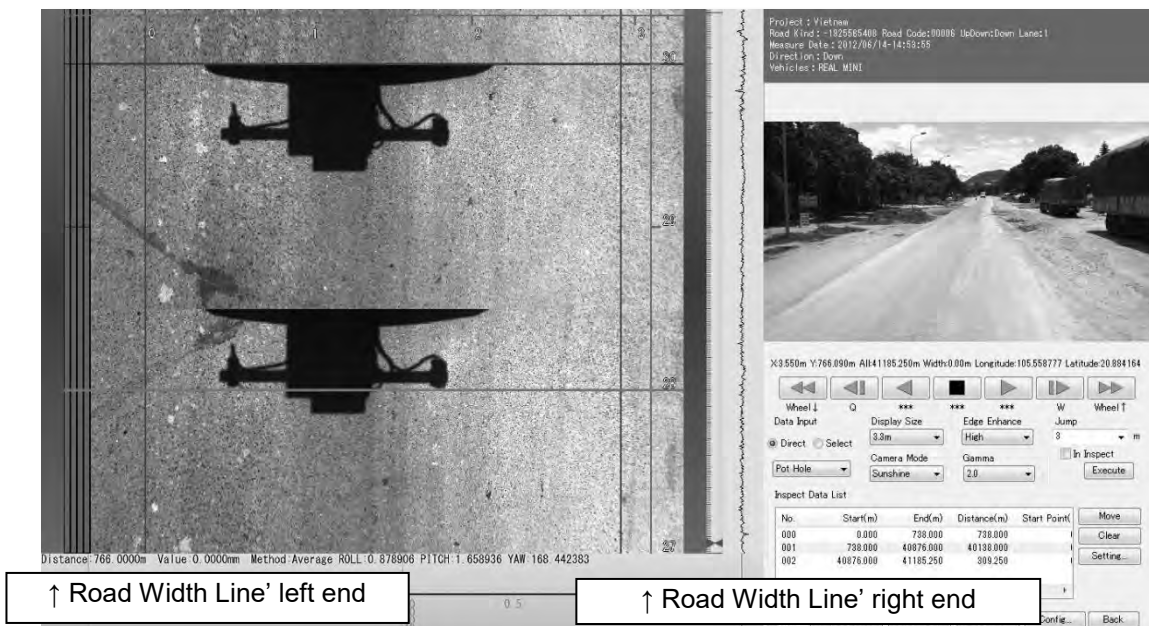 Project : Vietnam
Road Kind : -1825565408 Road Code:00006 UpDown:Down Lane:1
Measure Date : 2012/06/14-14:53:55
Direction : Down
Vehicles : REAL MINI
0 1 2 3
X:3.550m Y:766.090m All:41185.250m Width:0.00m Longitude:105.558777 Latitude:20.884164
Wheel↓ Q *** *** *** W Wheel↑
Data Input Display Size Edge Enhance Jump
Direct Select 3.3m High 3 m
In Inspect
Camera Mode Gamma
Pot Hole Sunshine 2.0 Execute
Inspect Data List
No. Start(m) End(m) Distance(m) Start Point( Move
000 0.000 738.000 738.000 Clear
001 738.000 40876.000 40138.000
002 40876.000 41185.250 309.250 Setting...
Distance:766.0000m Value:0.0000mm Method:Average ROLL:0.878906 PITCH:1.658936 YAW:168.442383
↑ Road Width Line' left end
0.5
↑ Road Width Line' right end
Config... Back